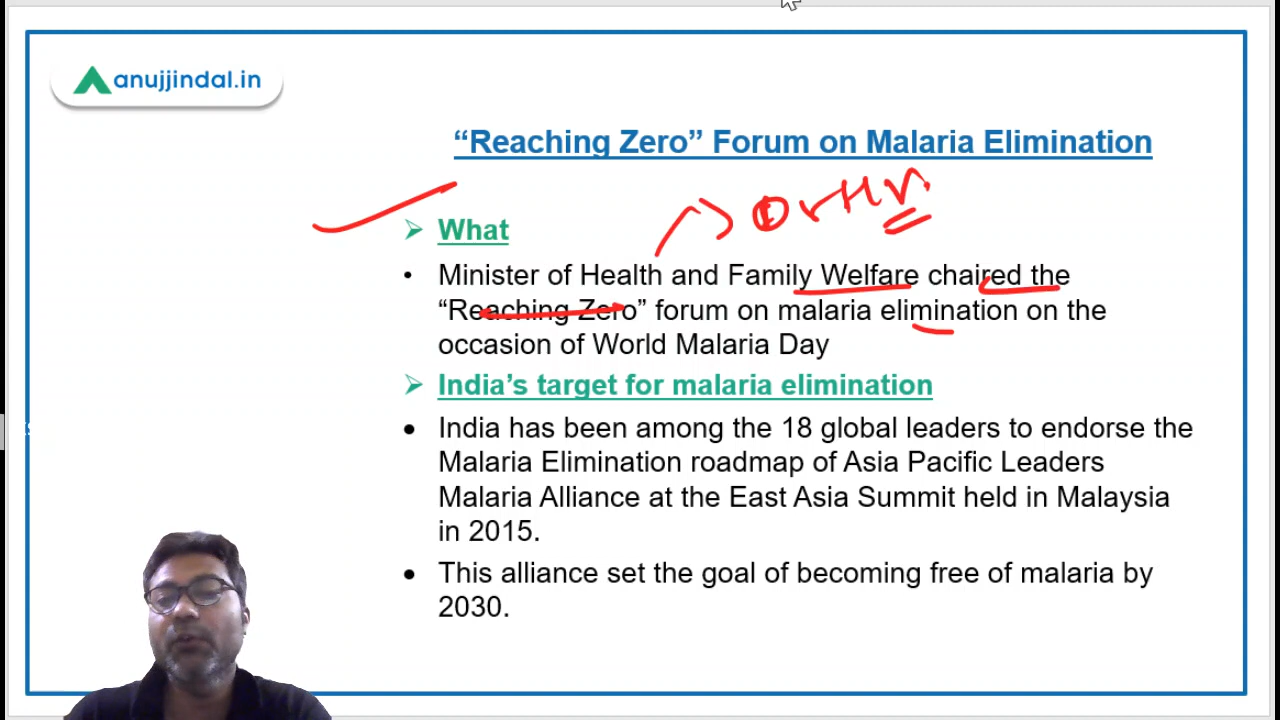 anujjindal.in
“Reaching Zero” Forum on Malaria Elimination
What
Minister of Health and Family Welfare chaired the
“Reaching Zero” forum on malaria elimination on the
occasion of World Malaria Day
India’s target for malaria elimination
India has been among the 18 global leaders to endorse the
Malaria Elimination roadmap of Asia Pacific Leaders
Malaria Alliance at the East Asia Summit held in Malaysia
in 2015.
This alliance set the goal of becoming free of malaria by
2030.